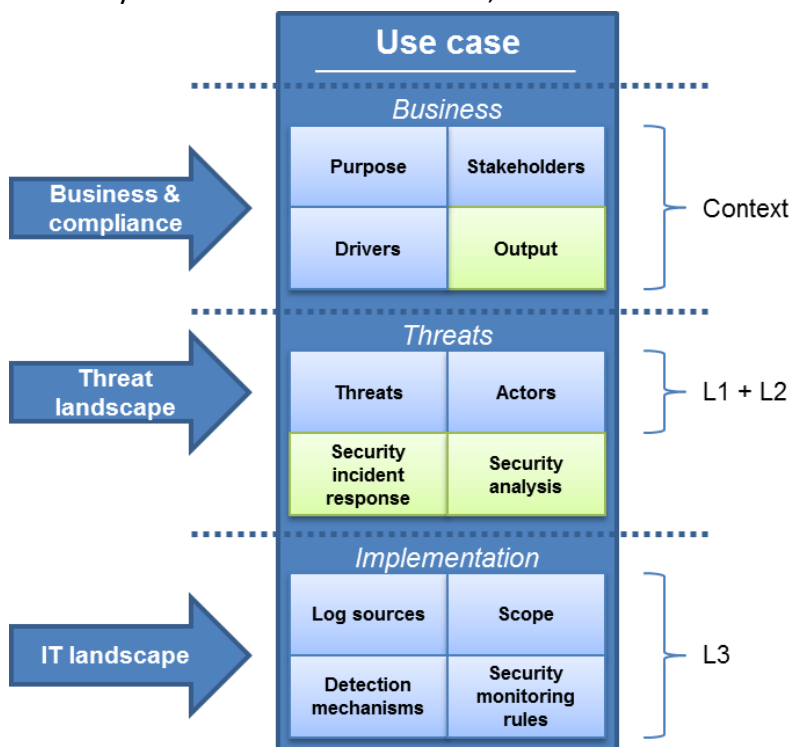 Use case
Business
Purpose
Stakeholders
Business &
compliance
Context
Drivers
Output
Threats
Threat
landscape
Threats
Actors
L1 + L2
Security
incident
response
Security
analysis
Implementation
Log sources
Scope
IT landscape
L3
Detection
mechanisms
Security
monitoring
rules